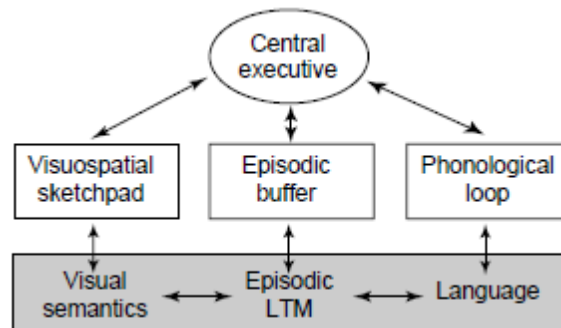 Central
executive
Visuospatial
sketchpad
Episodic
buffer
Phonological
loop
Visual
semantics
Episodic
LTM
Language